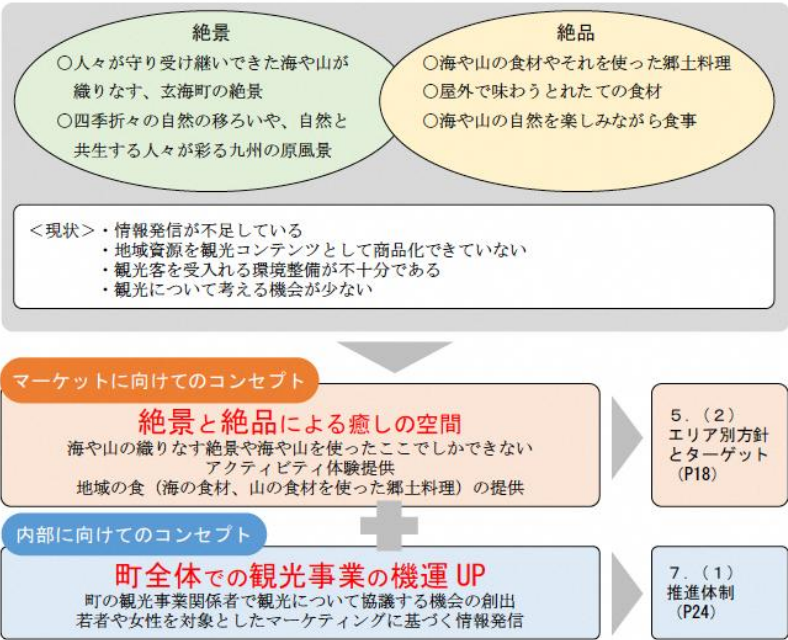 絶景
○人々が守り受け継いできた海や山が
織りなす、玄海町の絶景
○四季折々の自然の移ろいや、自然と
共生する人々が彩る九州の原風景
絶品
○海や山の食材やそれを使った郷土料理
○屋外で味わうとれたての食材
○海や山の自然を楽しみながら食事
＜現状＞・情報発信が不足している
・地域資源を観光コンテンツとして商品化できていない
・観光客を受入れる環境整備が不十分である
・観光について考える機会が少ない
マーケットに向けてのコンセプト
絶景と絶品による癒しの空間
海や山の織りなす絶景や海や山を使ったここでしかできない
アクティビティ体験提供
地域の食（海の食材、山の食材を使った郷土料理）の提供
５．（２）
エリア別方針
とターゲット
（P18）
内部に向けてのコンセプト
町全体での観光事業の機運 UP
町の観光事業関係者で観光について協議する機会の創出
若者や女性を対象としたマーケティングに基づく情報発信
７．（１）
推進体制
（P24）